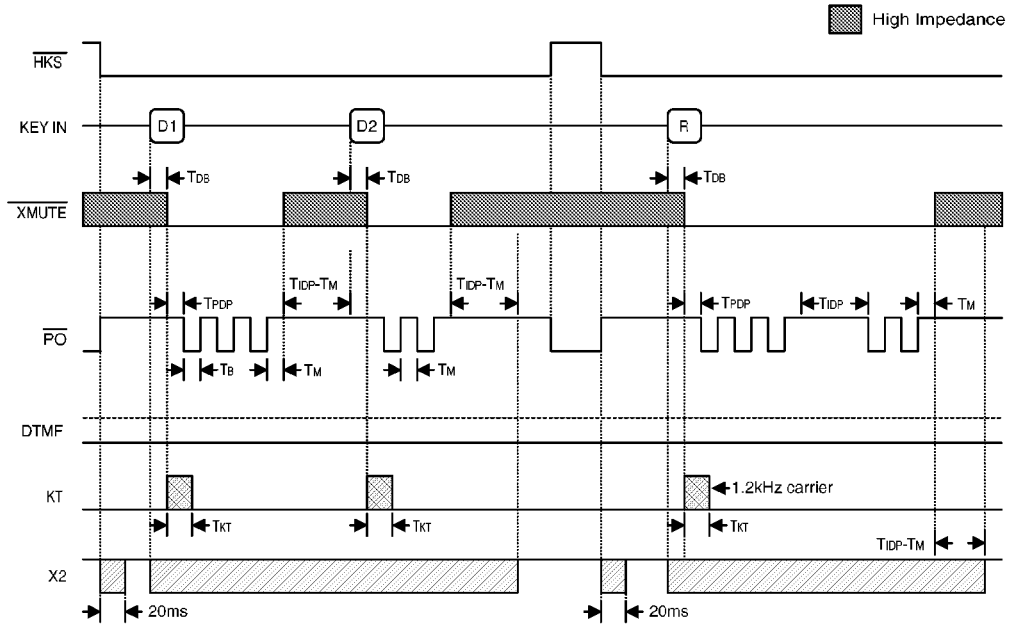 High Impedance
HKS
KEY IN D1 D2 R
TDB TDB TDB
XMUTE
TIDP-TM TIDP-TM
TPDP TPDP TIDP TM
PO
TB TM TM
DTMF
KT 1.2kHz carrier
TKT TKT TKT
TIDP-TM
X2
20ms 20ms